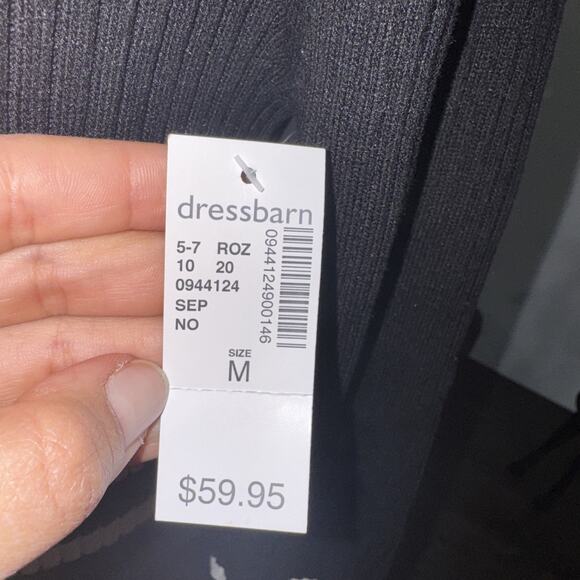 dressbarn
5-7 ROZ
10 20
0944124
SEP
NO
0944124900146
SIZE
M
$59.95